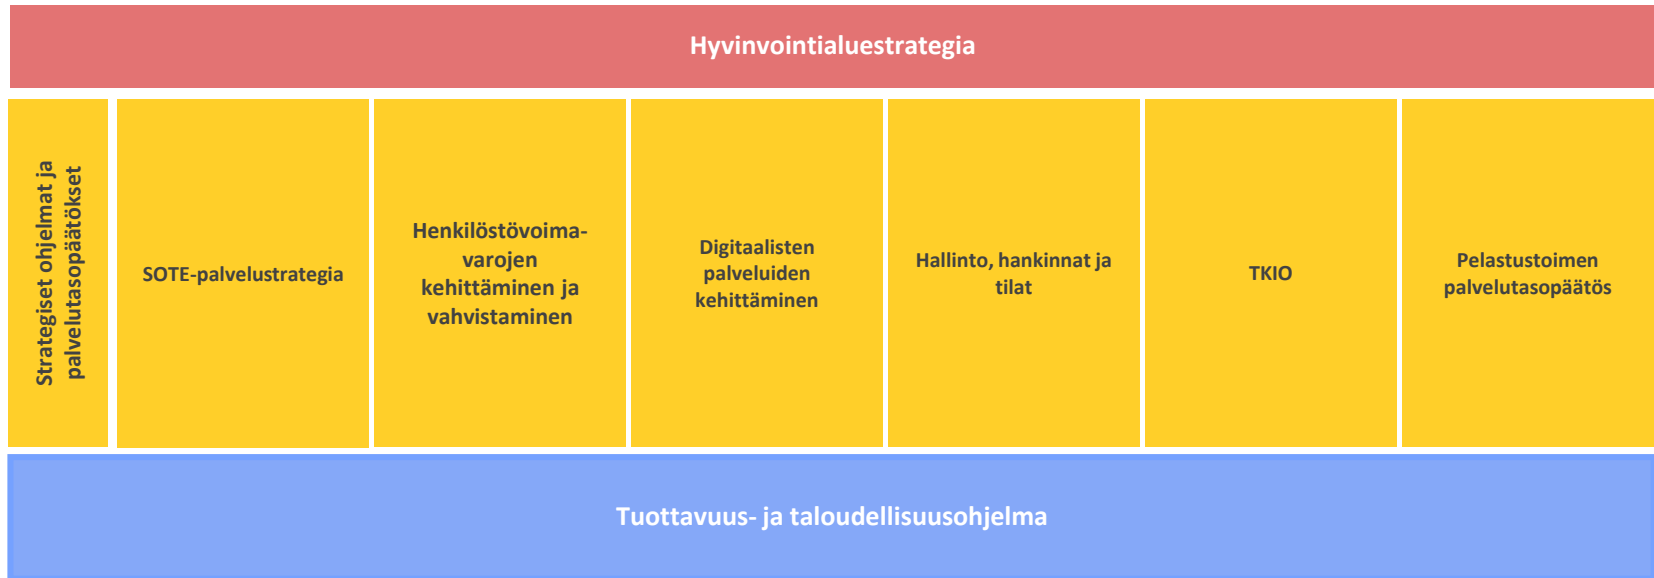 Hyvinvointialuestrategia
Strategiset ohjelmat ja
palvelutasopäätökset
SOTE-palvelustrategia
Henkilöstövoima-
varojen
kehittäminen ja
vahvistaminen
Digitaalisten
palveluiden
kehittäminen
Hallinto, hankinnat ja
tilat
TKIO
Pelastustoimen
palvelutasopäätös
Tuottavuus- ja taloudellisuusohjelma